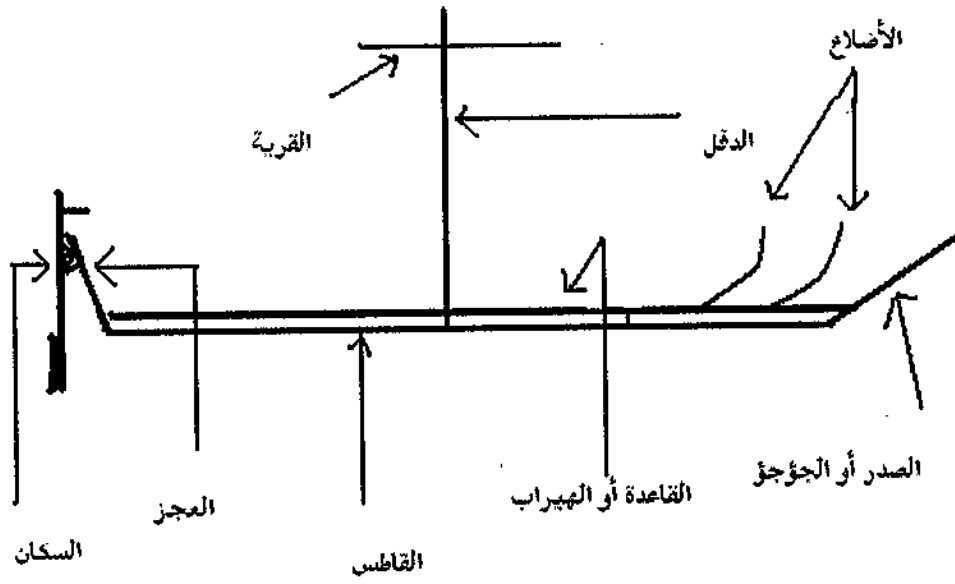 الأضلاع
الدقل
القرية
الصدر أو الجؤجؤ
القاعدة أو الهيراب
العجز
السكان
القاطس